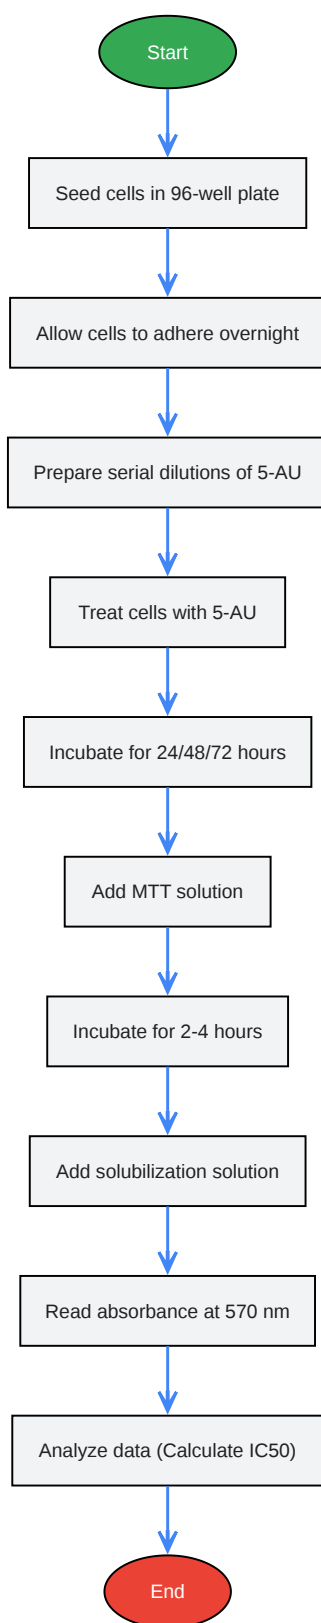 Start
Seed cells in 96-well plate
Allow cells to adhere overnight
Prepare serial dilutions of 5-AU
Treat cells with 5-AU
Incubate for 24/48/72 hours
Add MTT solution
Incubate for 2-4 hours
Add solubilization solution
Read absorbance at 570 nm
Analyze data (Calculate IC50)
End